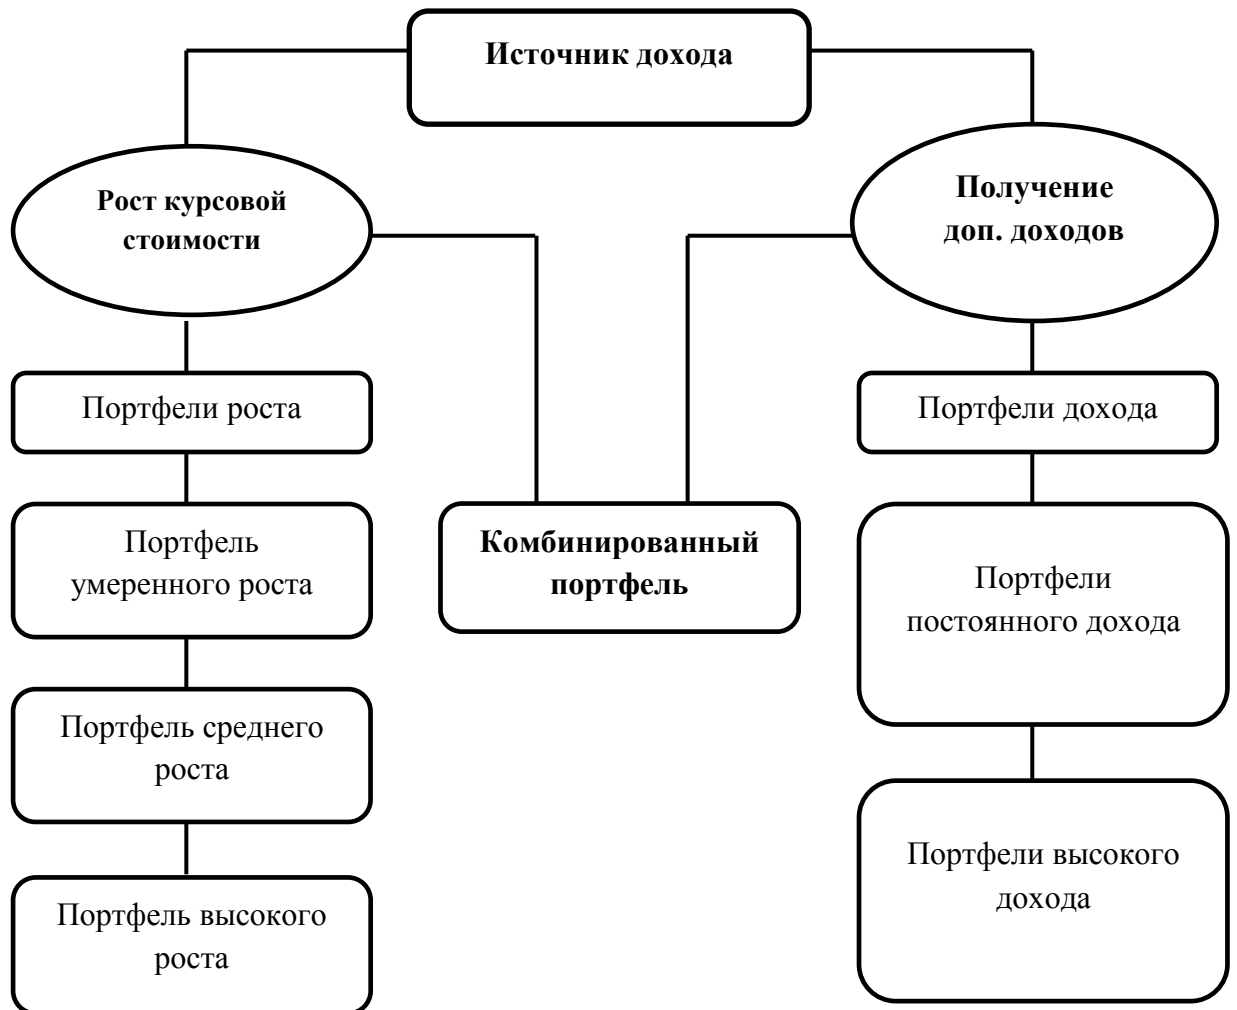 Источник дохода
Рост курсовой
стоимости
Получение
доп. доходов
Портфели роста
Портфели дохода
Портфель
умеренного роста
Комбинированный
портфель
Портфели
постоянного дохода
Портфель среднего
роста
Портфели высокого
дохода
Портфель высокого
роста